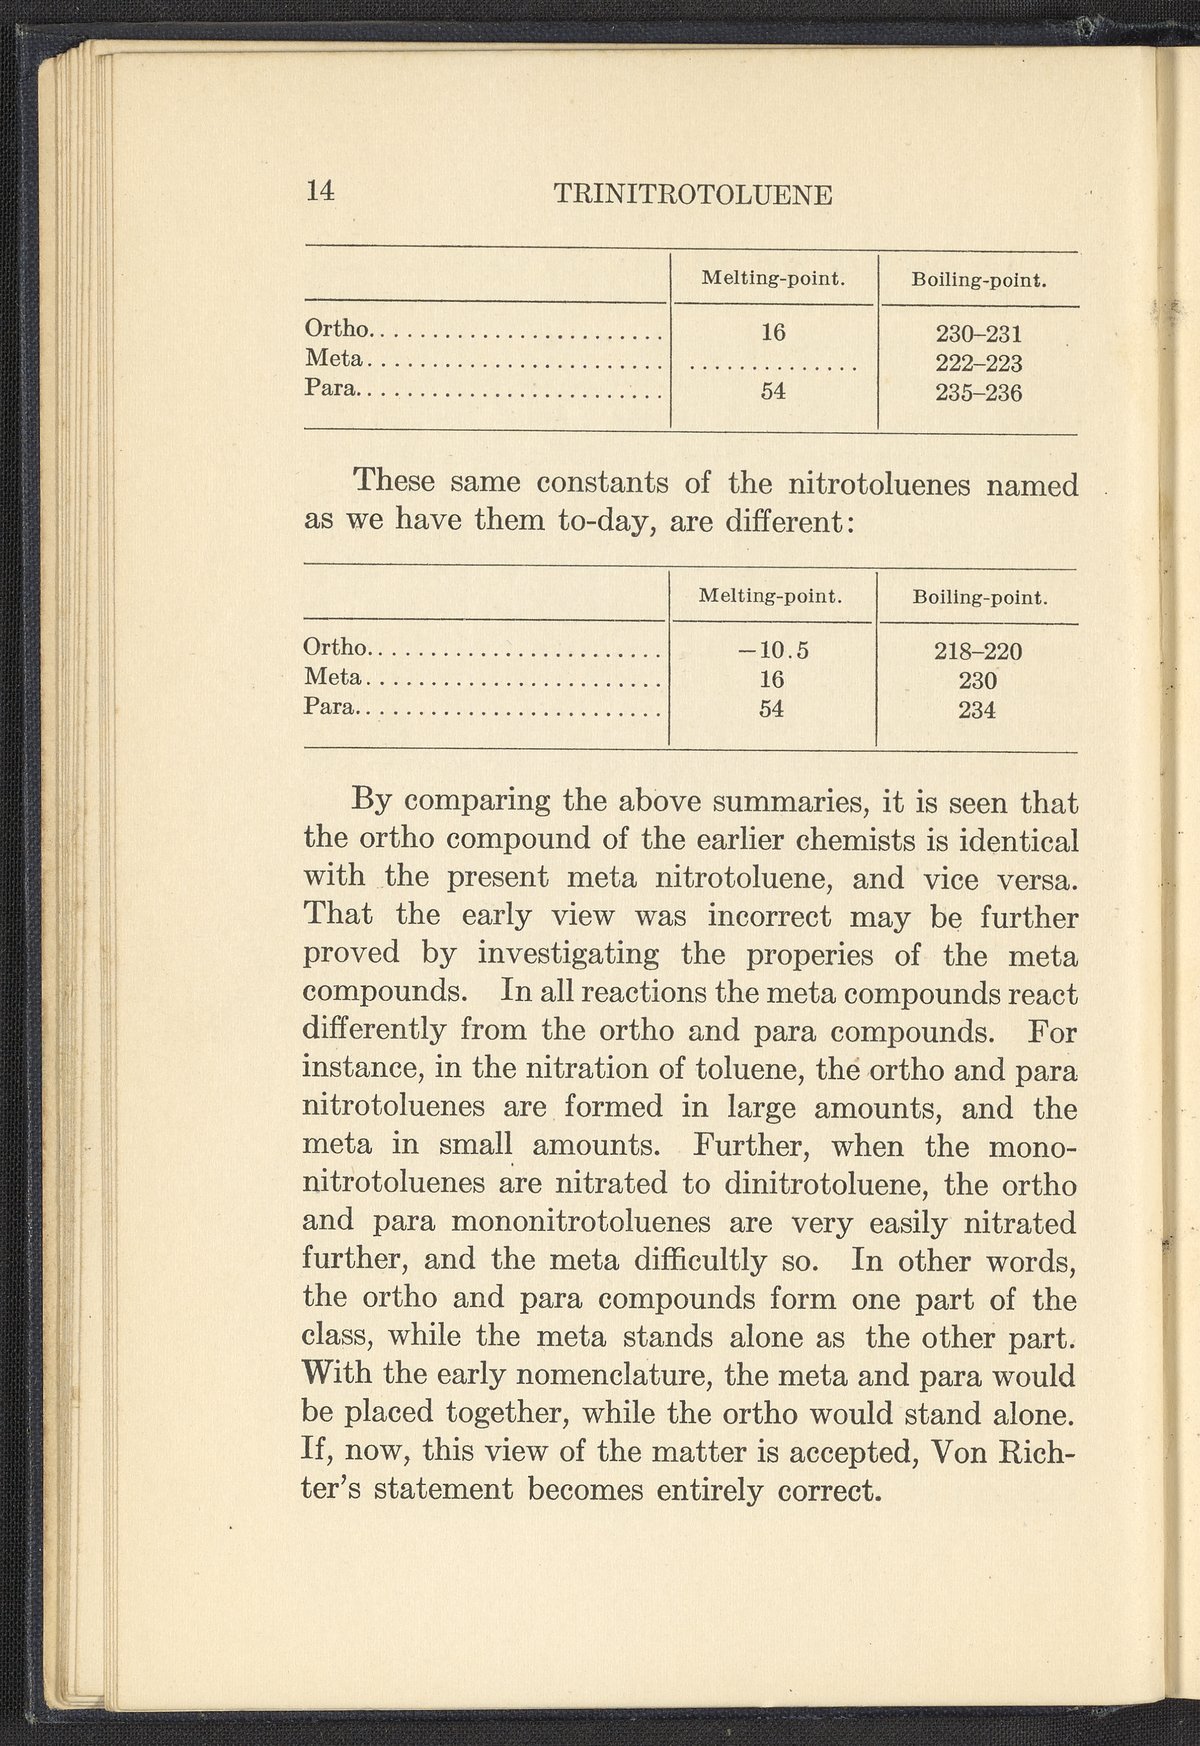 14 TRINITROTOLUENE
Melting-point. Boiling-point.
Ortho........................ 16 230–231
Meta........................ .............. 222–223
Para......................... 54 235–236
These same constants of the nitrotoluenes named
as we have them to-day, are different:
Melting-point. Boiling-point.
Ortho........................ −10.5 218–220
Meta........................ 16 230
Para......................... 54 234
By comparing the above summaries, it is seen that
the ortho compound of the earlier chemists is identical
with the present meta nitrotoluene, and vice versa.
That the early view was incorrect may be further
proved by investigating the properies of the meta
compounds. In all reactions the meta compounds react
differently from the ortho and para compounds. For
instance, in the nitration of toluene, the ortho and para
nitrotoluenes are formed in large amounts, and the
meta in small amounts. Further, when the mono-
nitrotoluenes are nitrated to dinitrotoluene, the ortho
and para mononitrotoluenes are very easily nitrated
further, and the meta difficultly so. In other words,
the ortho and para compounds form one part of the
class, while the meta stands alone as the other part.
With the early nomenclature, the meta and para would
be placed together, while the ortho would stand alone.
If, now, this view of the matter is accepted, Von Rich-
ter's statement becomes entirely correct.